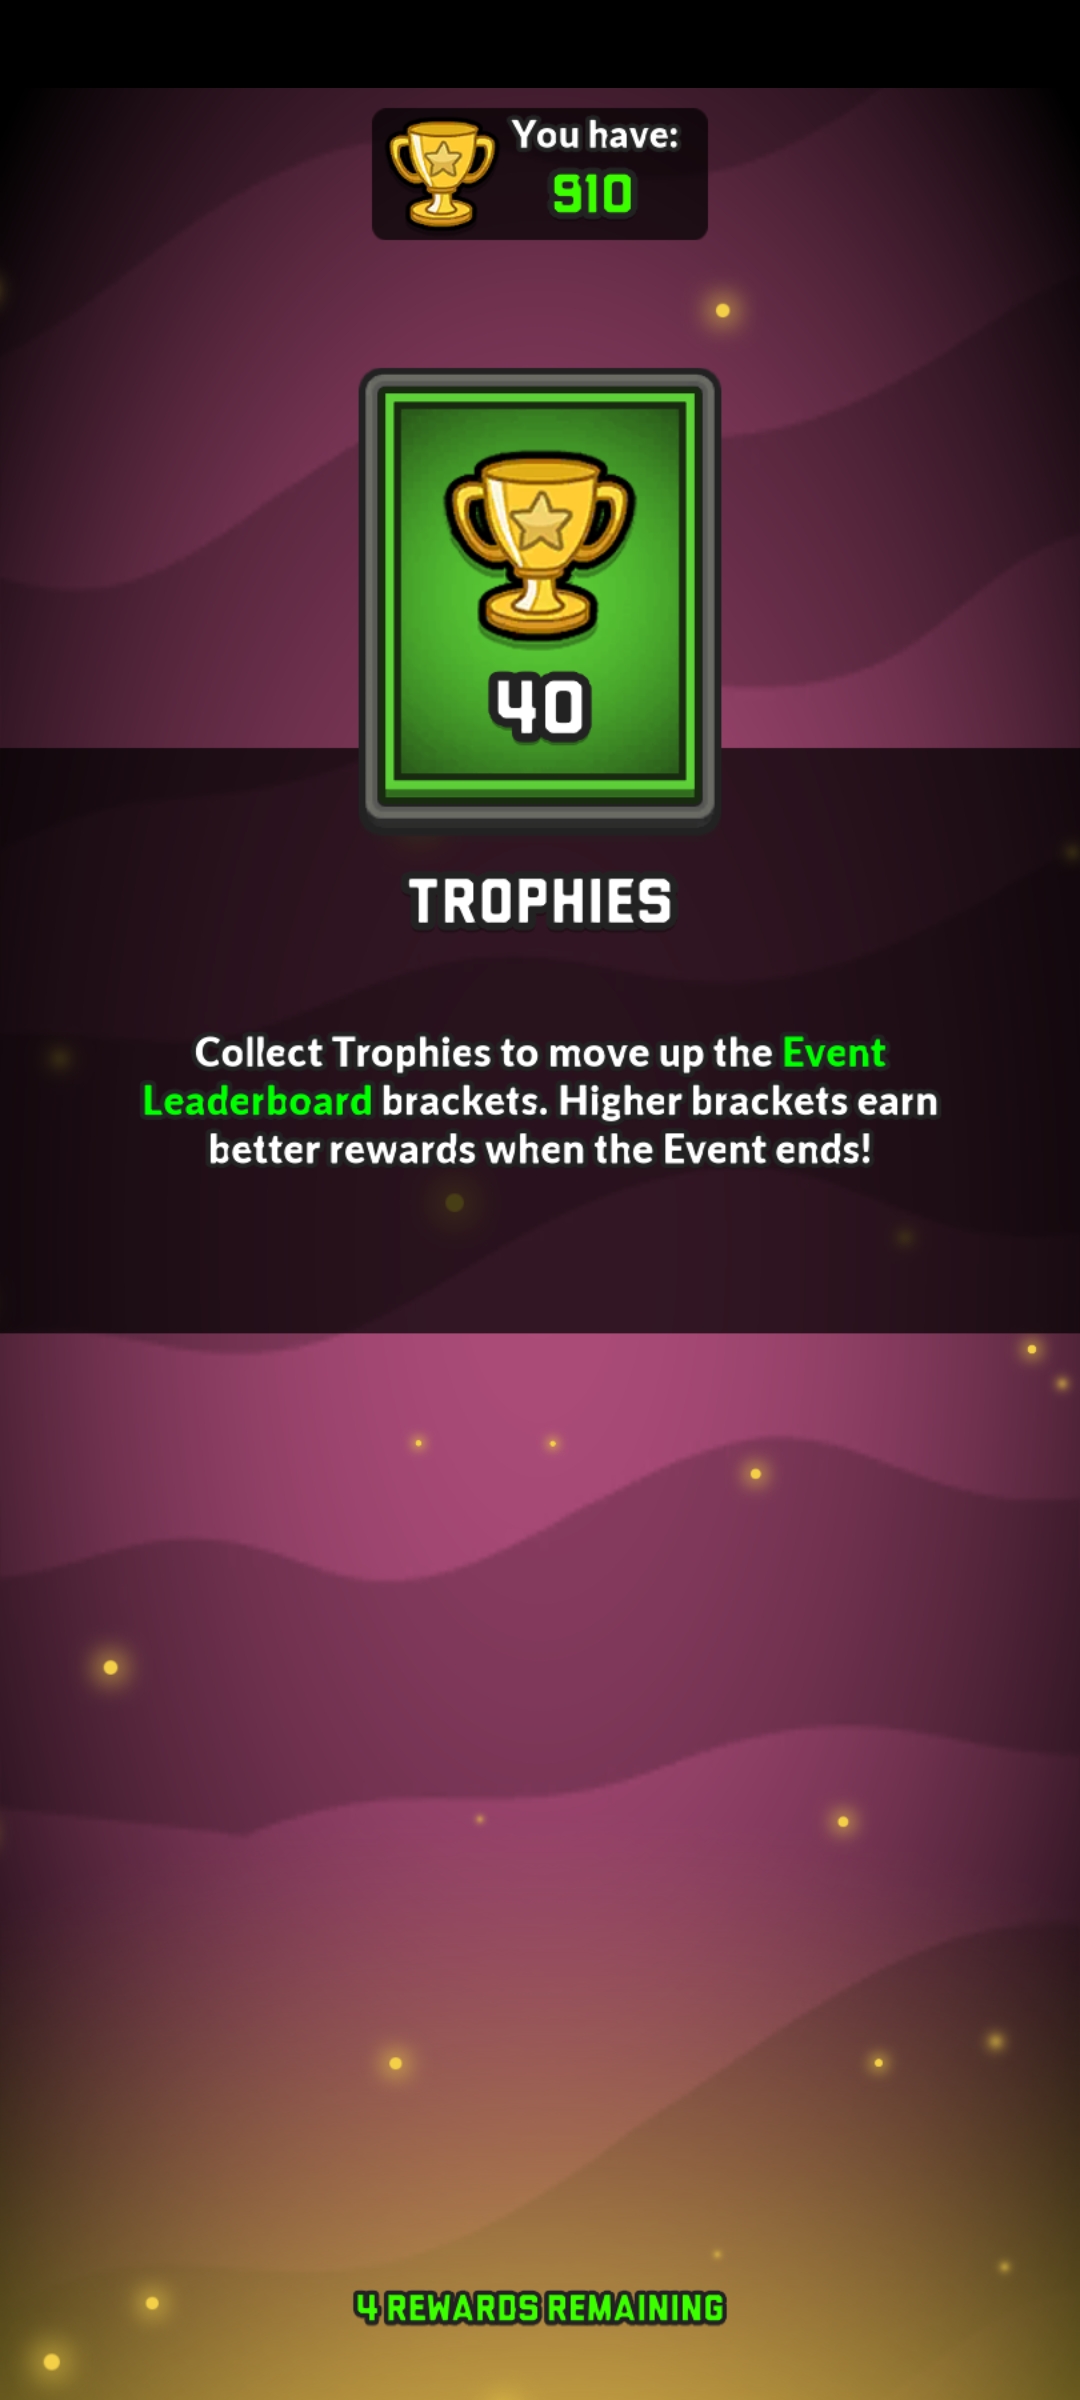 You have:
910
40
TROPHIES
Collect Trophies to move up the Event
Leaderboard brackets. Higher brackets earn
better rewards when the Event ends!
4 REWARDS REMAINING